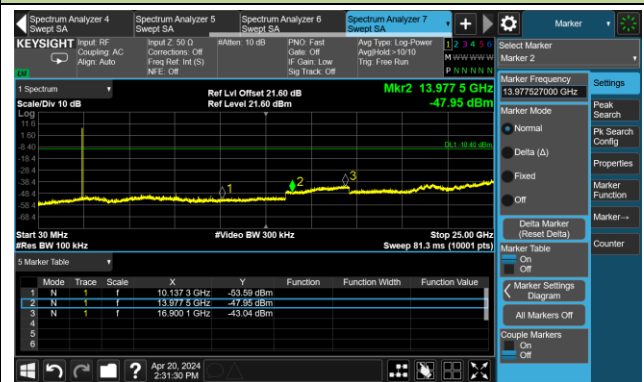 Spectrum Analyzer 4
Swept SA
Spectrum Analyzer 5
Swept SA
Spectrum Analyzer 6
Swept SA
Spectrum Analyzer 7
Swept SA
Marker
KEYSIGHT
Input: RF
Coupling: AC
Align: Auto
Input Z: 50 Ω
Corrections: Off
Freq Ref: Int (S)
NFE: Off
#Atten: 10 dB
PNO: Fast
Gate: Off
IF Gain: Low
Sig Track: Off
Avg Type: Log-Power
Avg|Hold:>10/10
Trig: Free Run
1 2 3 4 5 6
M W W W W W
P N N N N N
Select Marker
Marker 2
1 Spectrum
Scale/Div 10 dB
Log
Ref Lvl Offset 21.60 dB
Ref Level 21.60 dBm
Mkr2 13.977 5 GHz
-47.95 dBm
11.6
1.60
-8.40
-18.4
-28.4
-38.4
-48.4
-58.4
-68.4
DL1 -10.40 dBm
1
2
3
Start 30 MHz
#Res BW 100 kHz
#Video BW 300 kHz
Stop 25.00 GHz
Sweep 81.3 ms (10001 pts)
5 Marker Table
Mode Trace Scale X Y Function Function Width Function Value
1 N 1 f 10.137 3 GHz -53.59 dBm
2 N 1 f 13.977 5 GHz -47.95 dBm
3 N 1 f 16.900 1 GHz -43.04 dBm
4
5
6
Marker Frequency
13.977527000 GHz
Marker Mode
Normal
Delta (Δ)
Fixed
Off
Delta Marker
(Reset Delta)
Marker Table
On
Off
Marker Settings
Diagram
All Markers Off
Couple Markers
On
Off
Settings
Peak
Search
Pk Search
Config
Properties
Marker
Function
Marker→
Counter
?
Apr 20, 2024
2:31:30 PM